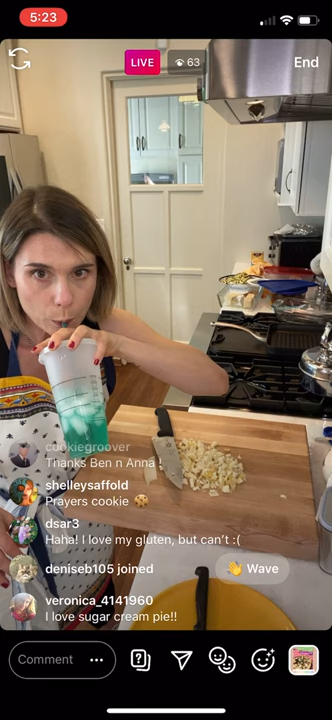 5:23
LIVE
63
End
cookiegroover
Thanks Ben n Anna
shelleysaffold
Prayers cookie
dsar3
Haha! I love my gluten, but can't :(
deniseb105 joined
👋 Wave
veronica_4141960
I love sugar cream pie!!
Comment